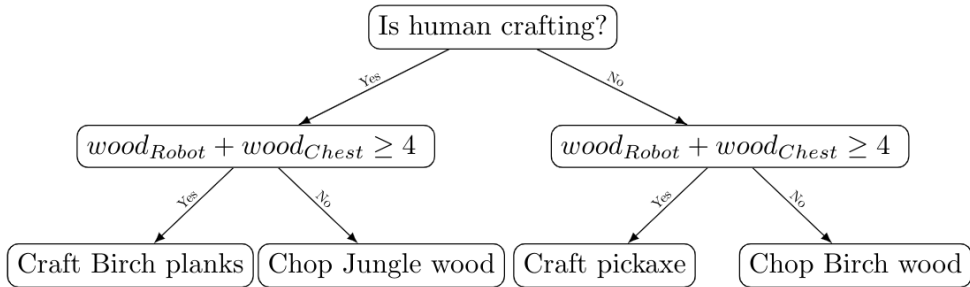 Is human crafting?
Yes
No
wood_Robot + wood_Chest ≥ 4
wood_Robot + wood_Chest ≥ 4
Yes
No
Yes
No
Craft Birch planks
Chop Jungle wood
Craft pickaxe
Chop Birch wood